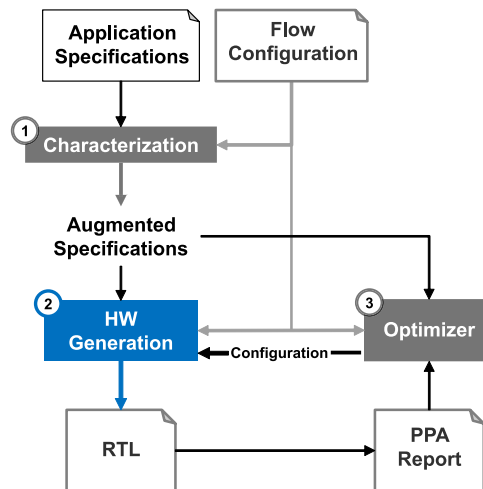 Application
Specifications
Flow
Configuration
1
Characterization
Augmented
Specifications
2
HW
Generation
3
Optimizer
Configuration
RTL
PPA
Report